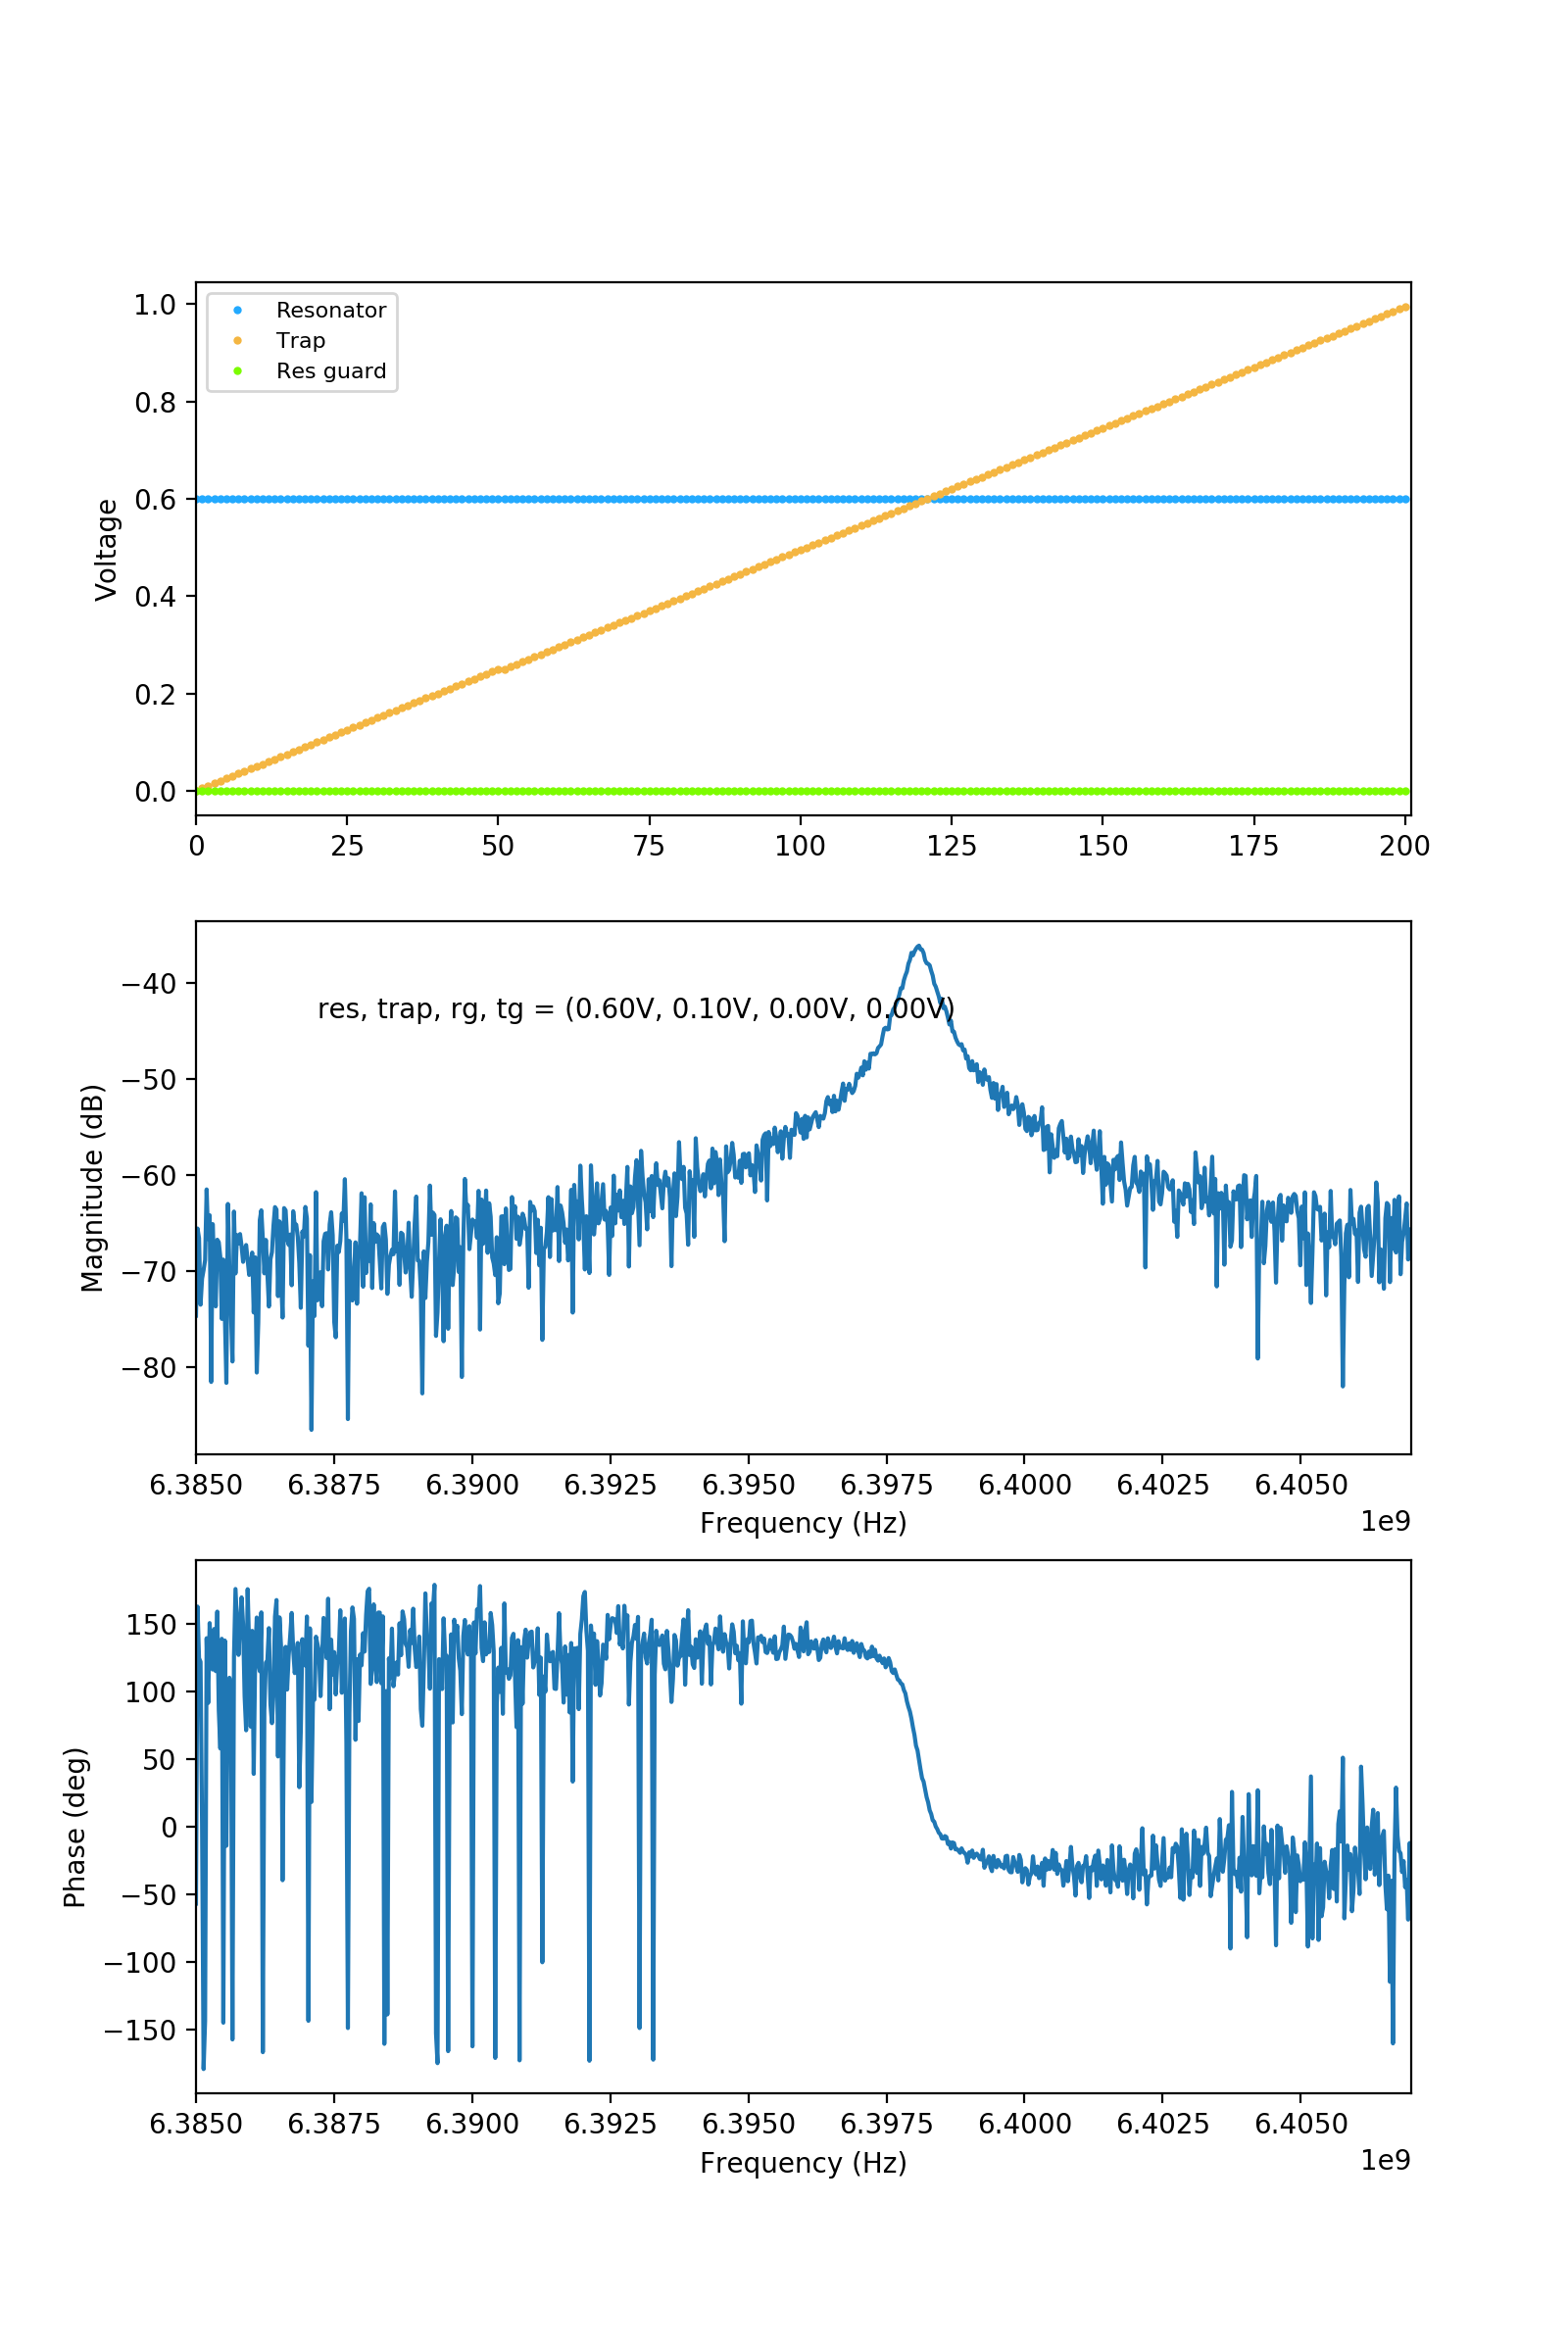 1.0
0.8
0.6
0.4
0.2
0.0
Voltage
Resonator
Trap
Res guard
0 25 50 75 100 125 150 175 200
−40
−50
−60
−70
−80
Magnitude (dB)
res, trap, rg, tg = (0.60V, 0.10V, 0.00V, 0.00V)
6.3850 6.3875 6.3900 6.3925 6.3950 6.3975 6.4000 6.4025 6.4050
Frequency (Hz)
1e9
150
100
50
0
−50
−100
−150
Phase (deg)
6.3850 6.3875 6.3900 6.3925 6.3950 6.3975 6.4000 6.4025 6.4050
Frequency (Hz)
1e9